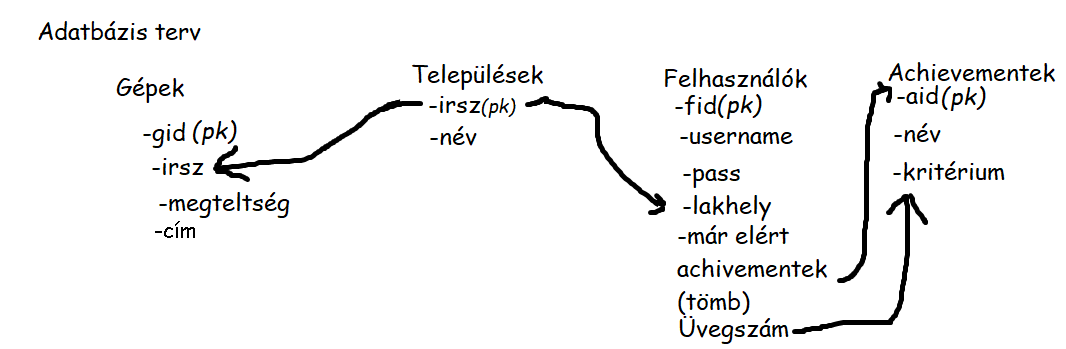 Adatbázis terv
Gépek
-gid (pk)
-irsz
-megteltség
-cím
Települések
-irsz(pk)
-név
Felhasználók
-fid(pk)
-username
-pass
-lakhely
-már elért
achivementek
(tömb)
Üvegszám
Achievementek
-aid(pk)
-név
-kritérium